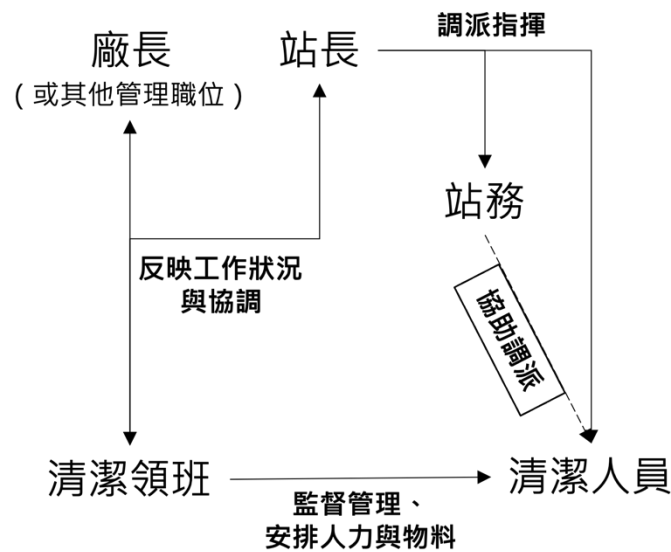 調派指揮
廠長
（或其他管理職位）
站長
站務
反映工作狀況
與協調
協助調派
清潔領班
清潔人員
監督管理、
安排人力與物料